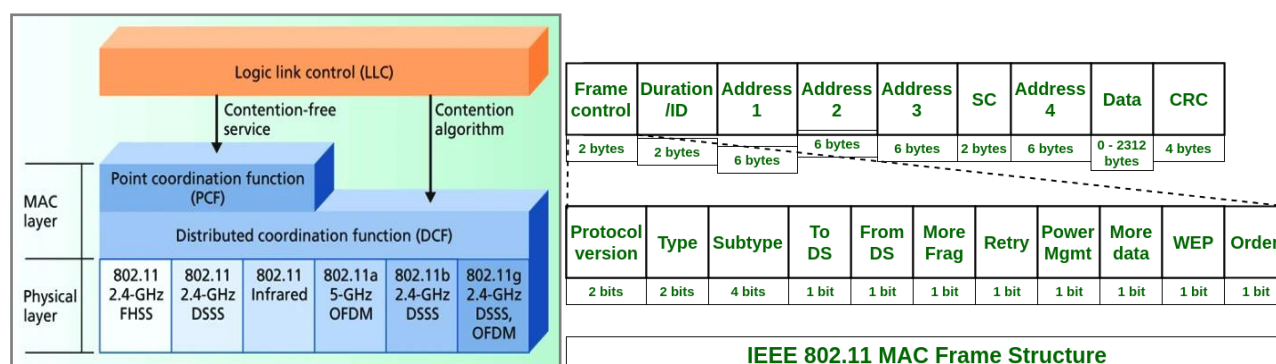 Logic link control (LLC)
Contention-free
service
Contention
algorithm
MAC
layer
Point coordination function
(PCF)
Distributed coordination function (DCF)
Physical
layer
802.11
2.4-GHz
FHSS
802.11
2.4-GHz
DSSS
802.11
Infrared
802.11a
5-GHz
OFDM
802.11b
2.4-GHz
DSSS
802.11g
2.4-GHz
DSSS,
OFDM
Frame
control
Duration
/ID
Address
1
Address
2
Address
3
SC
Address
4
Data
CRC
2 bytes
2 bytes
6 bytes
6 bytes
6 bytes
2 bytes
6 bytes
0 - 2312
bytes
4 bytes
Protocol
version
Type
Subtype
To
DS
From
DS
More
Frag
Retry
Power
Mgmt
More
data
WEP
Order
2 bits
2 bits
4 bits
1 bit
1 bit
1 bit
1 bit
1 bit
1 bit
1 bit
1 bit
IEEE 802.11 MAC Frame Structure